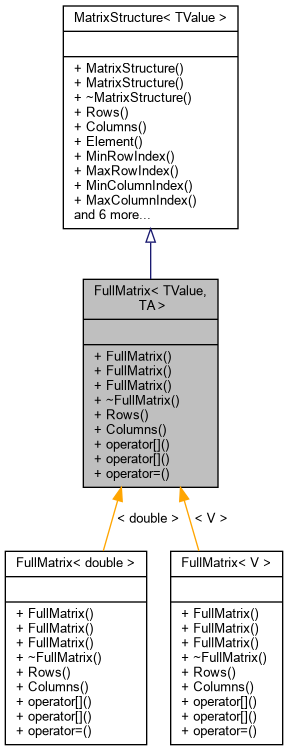 MatrixStructure< TValue >
+ MatrixStructure()
+ MatrixStructure()
+ ~MatrixStructure()
+ Rows()
+ Columns()
+ Element()
+ MinRowIndex()
+ MaxRowIndex()
+ MinColumnIndex()
+ MaxColumnIndex()
and 6 more...
FullMatrix< TValue,
TA >
+ FullMatrix()
+ FullMatrix()
+ FullMatrix()
+ ~FullMatrix()
+ Rows()
+ Columns()
+ operator[]()
+ operator[]()
+ operator=()
< double >
< V >
FullMatrix< double >
+ FullMatrix()
+ FullMatrix()
+ FullMatrix()
+ ~FullMatrix()
+ Rows()
+ Columns()
+ operator[]()
+ operator[]()
+ operator=()
FullMatrix< V >
+ FullMatrix()
+ FullMatrix()
+ FullMatrix()
+ ~FullMatrix()
+ Rows()
+ Columns()
+ operator[]()
+ operator[]()
+ operator=()